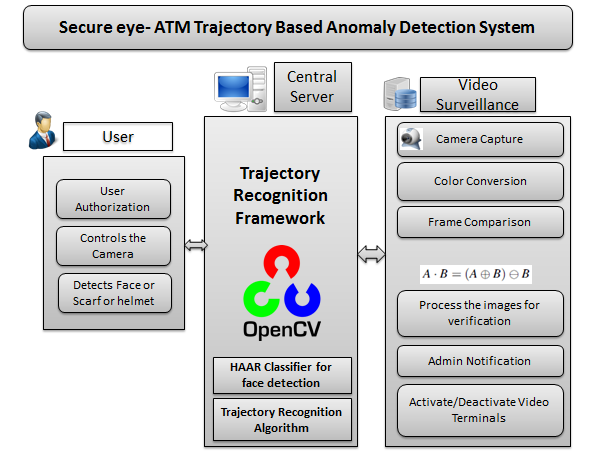 Secure eye- ATM Trajectory Based Anomaly Detection System
User
User
Authorization
Controls the
Camera
Detects Face or
Scarf or helmet
Central
Server
Trajectory
Recognition
Framework
OpenCV
HAAR Classifier for
face detection
Trajectory Recognition
Algorithm
Video
Surveillance
Camera Capture
Color Conversion
Frame Comparison
A · B = (A ⊕ B) ⊖ B
Process the images for
verification
Admin Notification
Activate/Deactivate Video
Terminals